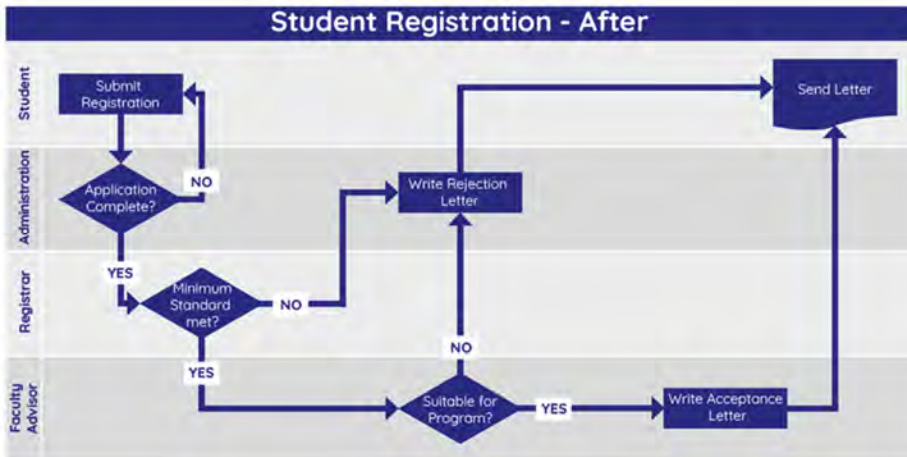 Student Registration - After
Student
Submit
Registration
Send Letter
Administration
Application
Complete?
NO
Write Rejection
Letter
Registrar
YES
Minimum
Standard
met?
NO
NO
YES
Faculty
Advisor
Suitable for
Program?
YES
Write Acceptance
Letter